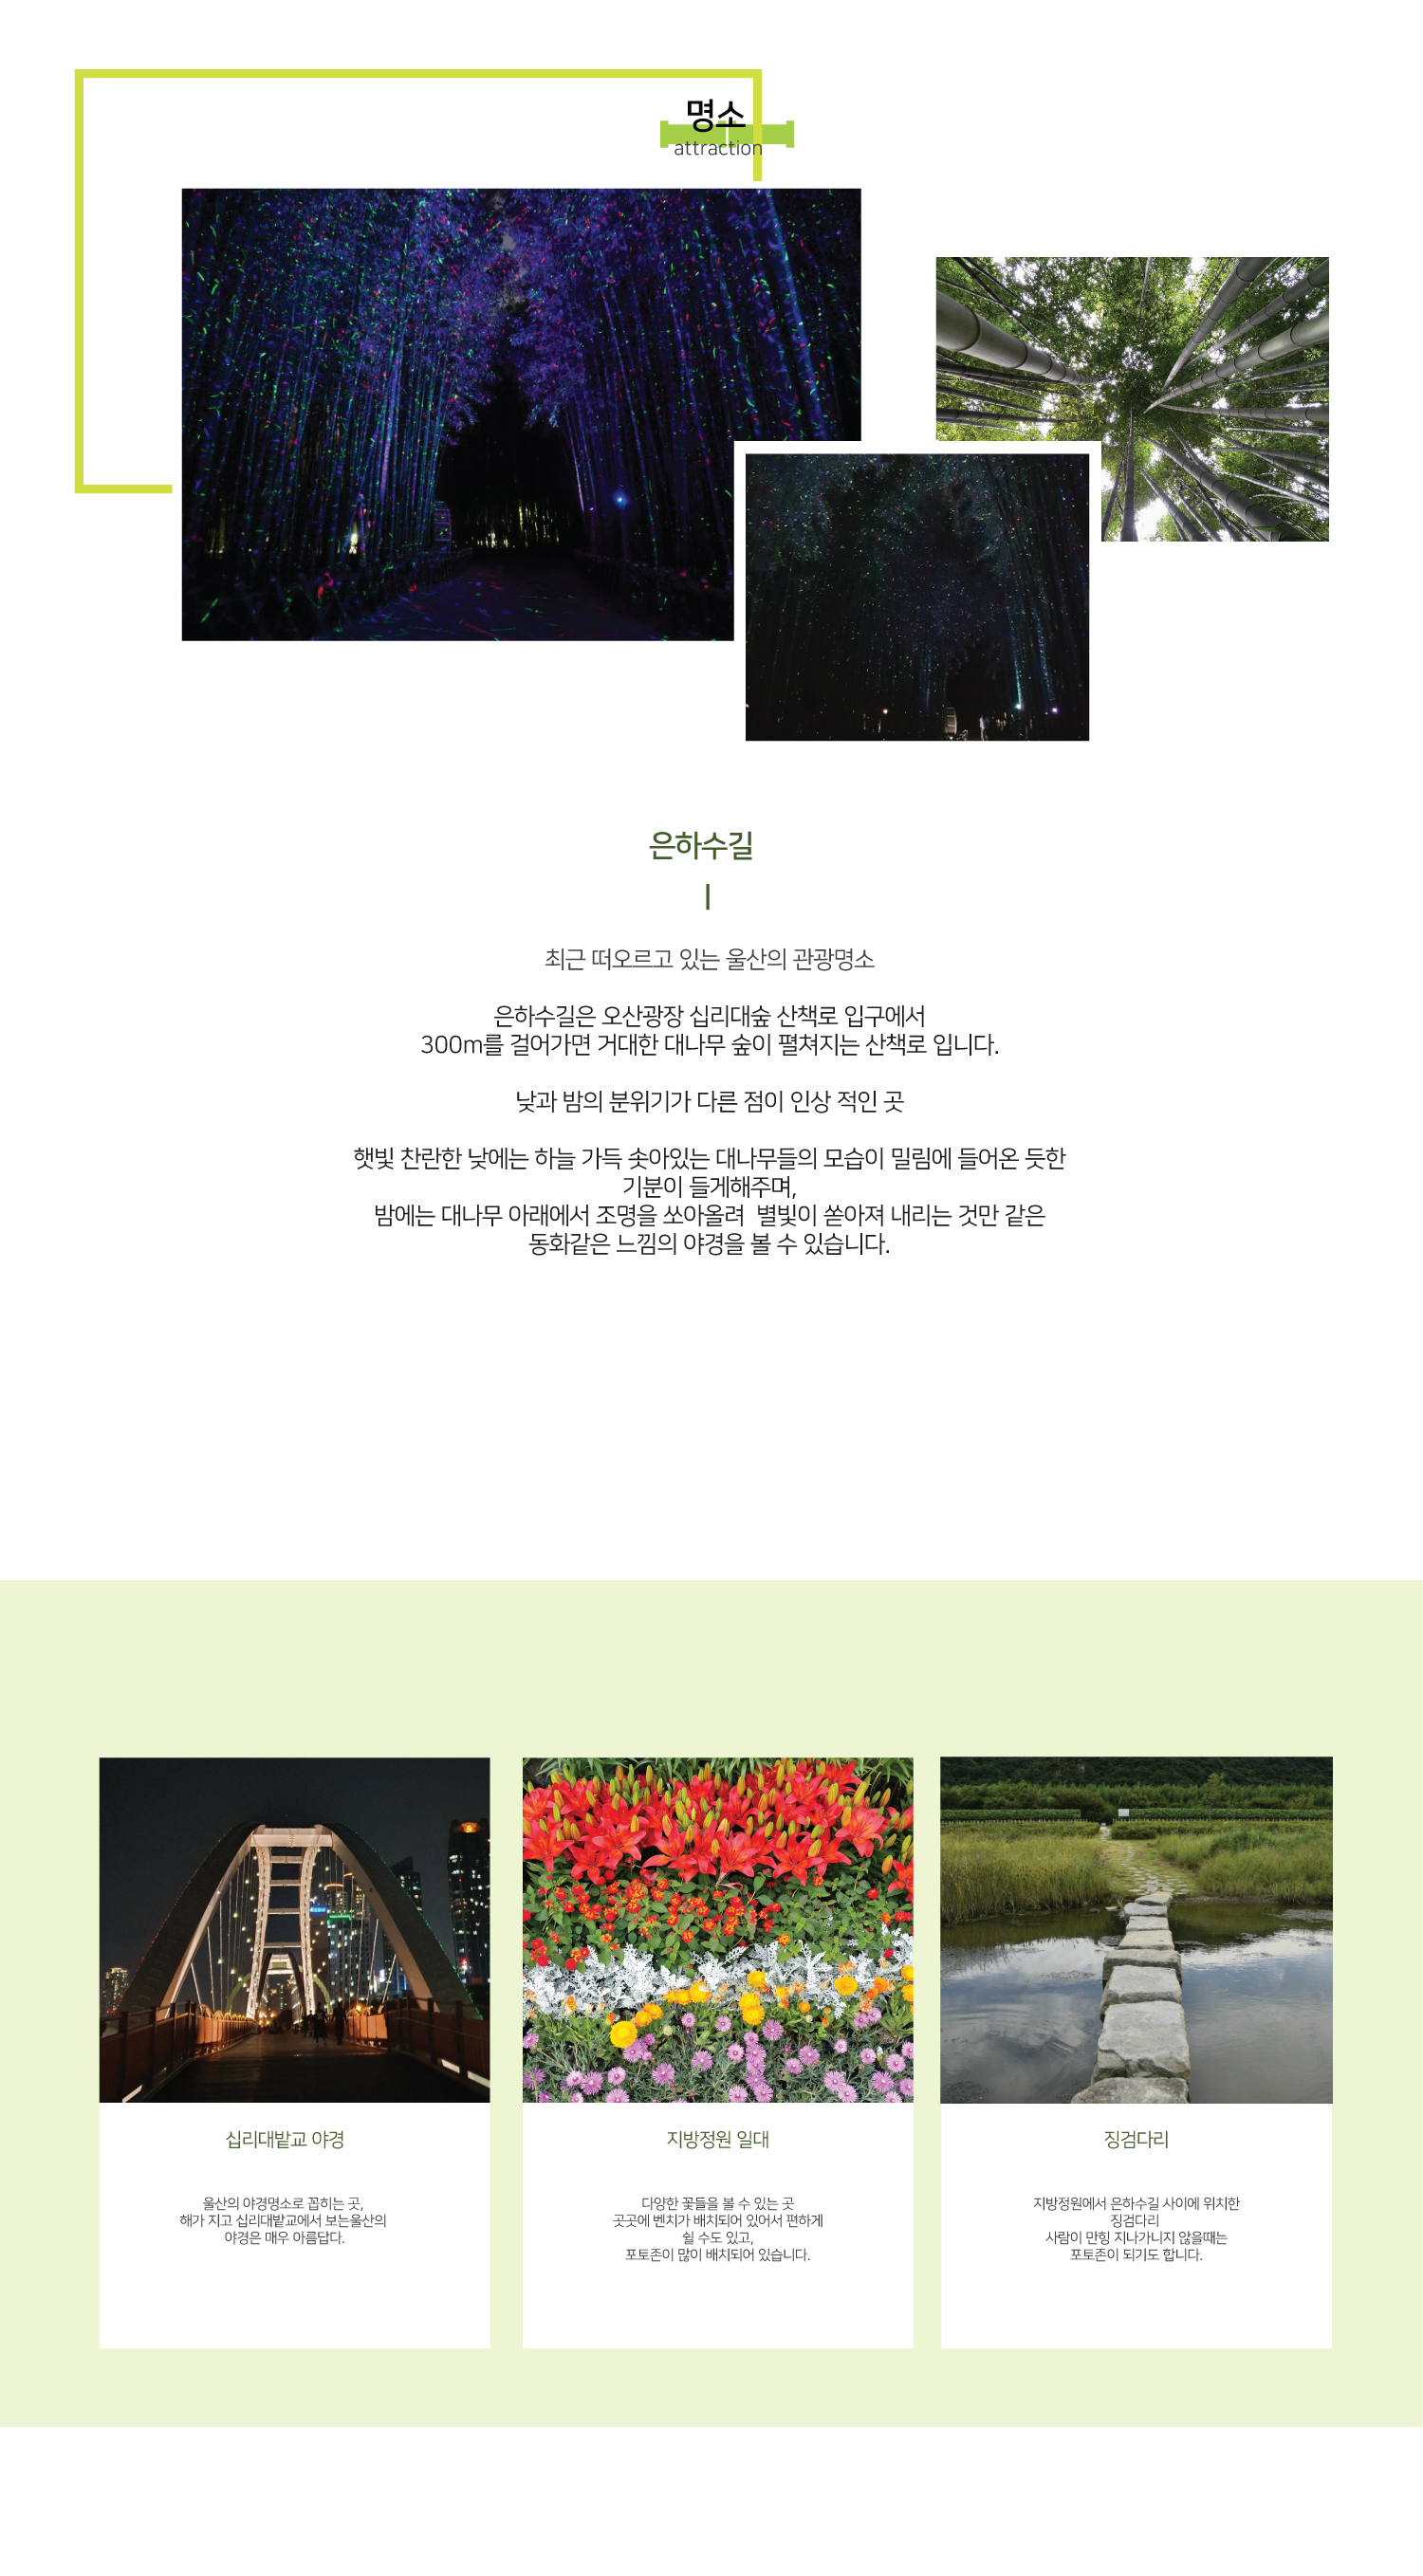 명소
attraction
은하수길
최근 떠오르고 있는 울산의 관광명소
은하수길은 오산광장 십리대숲 산책로 입구에서
300m를 걸어가면 거대한 대나무 숲이 펼쳐지는 산책로 입니다.
낮과 밤의 분위기가 다른 점이 인상 적인 곳
햇빛 찬란한 낮에는 하늘 가득 솟아있는 대나무들의 모습이 밀림에 들어온 듯한
기분이 들게해주며,
밤에는 대나무 아래에서 조명을 쏘아올려 별빛이 쏟아져 내리는 것만 같은
동화같은 느낌의 야경을 볼 수 있습니다.
십리대밭교 야경
울산의 야경명소로 꼽히는 곳,
해가 지고 십리대밭교에서 보는울산의
야경은 매우 아름답다.
지방정원 일대
다양한 꽃들을 볼 수 있는 곳
곳곳에 벤치가 배치되어 있어서 편하게
쉴 수도 있고,
포토존이 많이 배치되어 있습니다.
징검다리
지방정원에서 은하수길 사이에 위치한
징검다리
사람이 만힝 지나가니지 않을때는
포토존이 되기도 합니다.